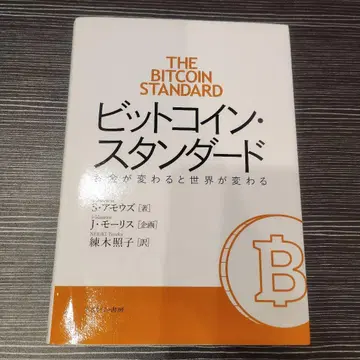 THE
BITCOIN
STANDARD
ビットコイン・
スタンダード
お金が変わると世界が変わる
S・アモウズ［著］
J・モーリス［企画］
練木照子［訳］
B